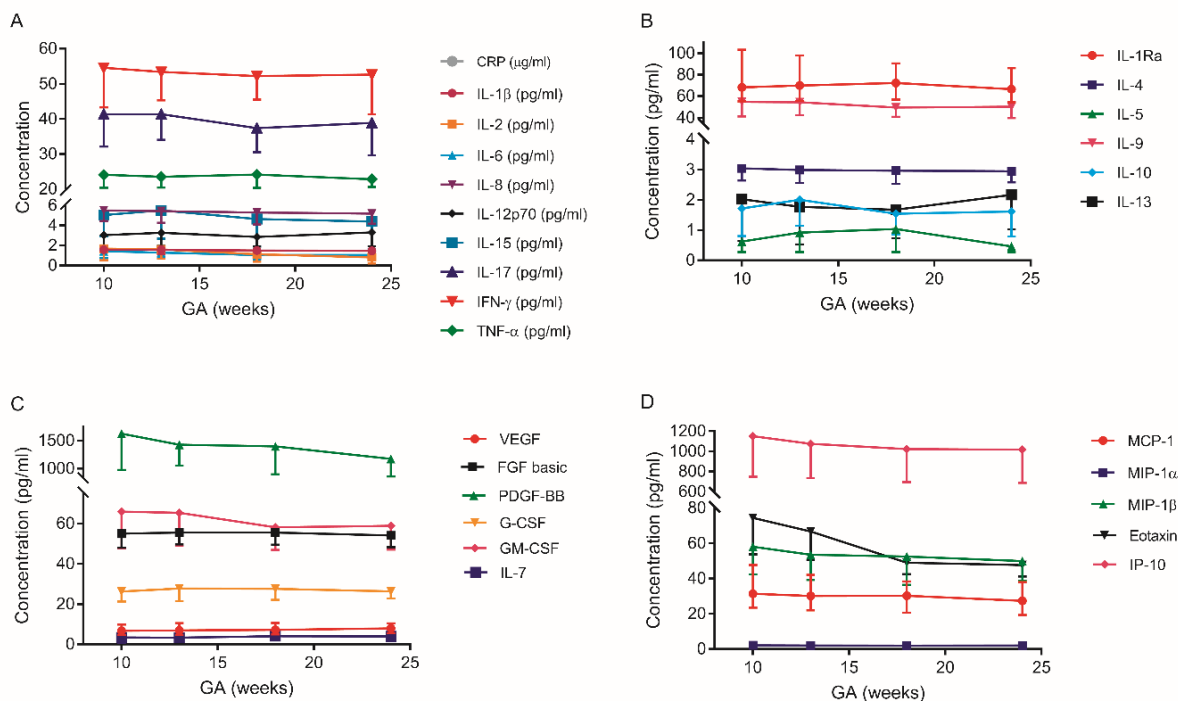 A
Concentration
60
50
40
30
20
6
4
2
0
10
15
20
25
GA (weeks)
CRP (μg/ml)
IL-1β (pg/ml)
IL-2 (pg/ml)
IL-6 (pg/ml)
IL-8 (pg/ml)
IL-12p70 (pg/ml)
IL-15 (pg/ml)
IL-17 (pg/ml)
IFN-γ (pg/ml)
TNF-α (pg/ml)
B
Concentration (pg/ml)
100
80
60
40
4
3
2
1
0
10
15
20
25
GA (weeks)
IL-1Ra
IL-4
IL-5
IL-9
IL-10
IL-13
C
Concentration (pg/ml)
1500
1000
60
40
20
0
10
15
20
25
GA (weeks)
VEGF
FGF basic
PDGF-BB
G-CSF
GM-CSF
IL-7
D
Concentration (pg/ml)
1200
1000
800
600
80
60
40
20
0
10
15
20
25
GA (weeks)
MCP-1
MIP-1α
MIP-1β
Eotaxin
IP-10